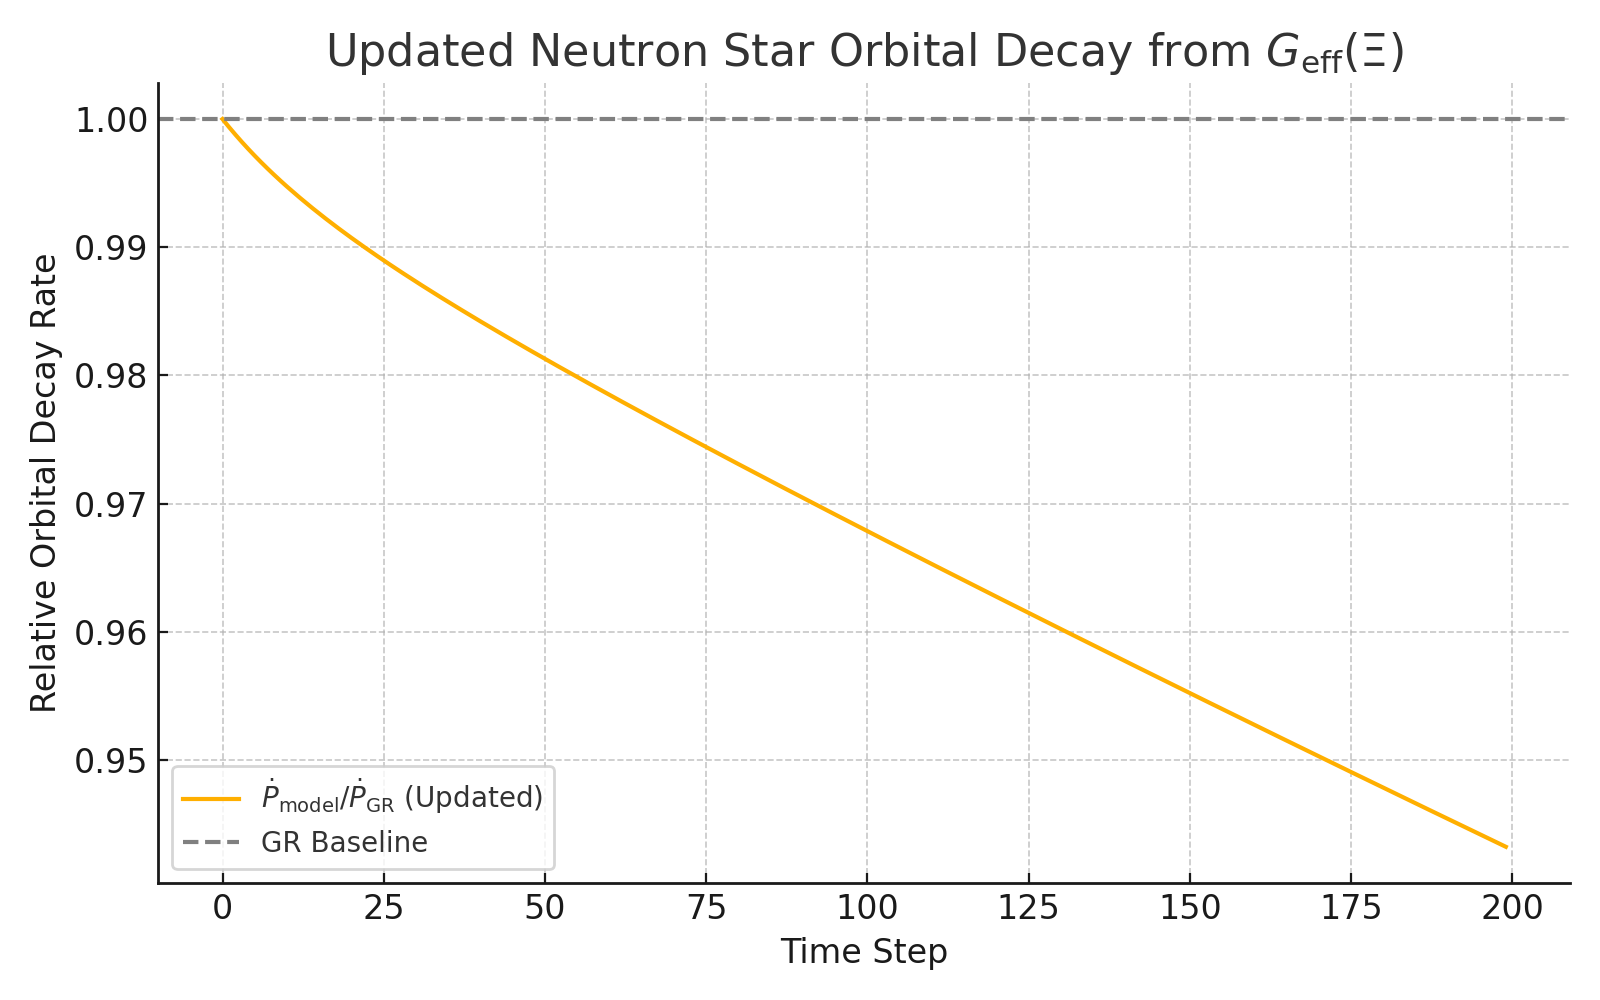 Updated Neutron Star Orbital Decay from G_eff(Ξ)
Relative Orbital Decay Rate
1.00
0.99
0.98
0.97
0.96
0.95
Ṗ_model/Ṗ_GR (Updated)
GR Baseline
0 25 50 75 100 125 150 175 200
Time Step